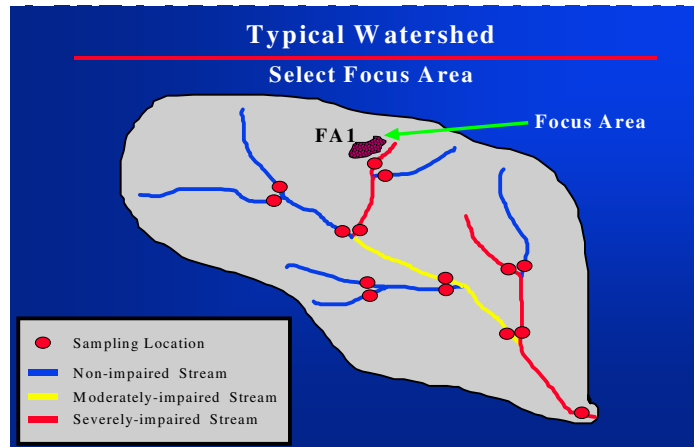 Typical Watershed
Select Focus Area
FA1
Focus Area
Sampling Location
Non-impaired Stream
Moderately-impaired Stream
Severely-impaired Stream